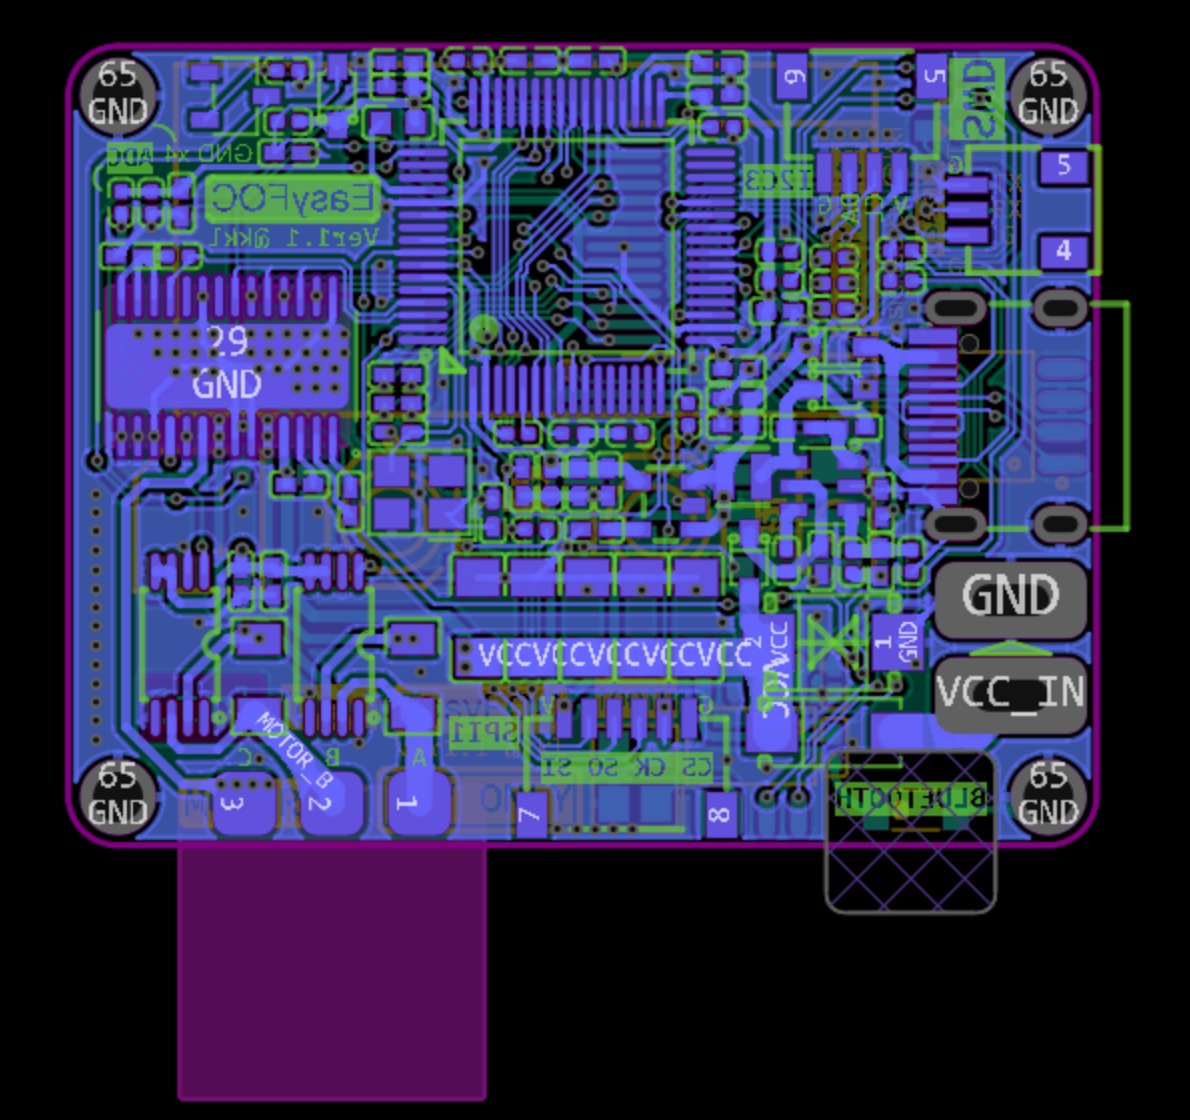 65
GND
6
5
SWD
65
GND
ADC
GND x4
I2C3
G
5
EasyFOC
G
V
Ver1.1 @kkl
4
29
GND
GND
VCCVCCVCCVCCVCC
2
VCC
1
GND
VCC_IN
SPI1
V
G
MOTOR_B
C
B
A
SI
SO
CK
CS
65
GND
3
2
1
7
8
BLUETOOTH
65
GND